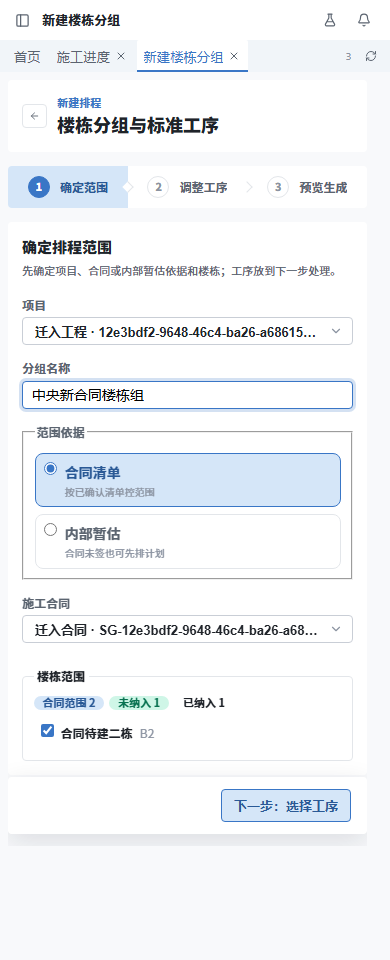 新建楼栋分组
首页 施工进度 × 新建楼栋分组 × 3
新建排程
楼栋分组与标准工序
1 确定范围 2 调整工序 3 预览生成
确定排程范围
先确定项目、合同或内部暂估依据和楼栋；工序放到下一步处理。
项目
迁入工程 · 12e3bdf2-9648-46c4-ba26-a68615...
分组名称
中央新合同楼栋组
范围依据
合同清单
按已确认清单控范围
内部暂估
合同未签也可先排计划
施工合同
迁入合同 · SG-12e3bdf2-9648-46c4-ba26-a68...
楼栋范围
合同范围 2 未纳入 1 已纳入 1
合同待建二栋 B2
下一步：选择工序